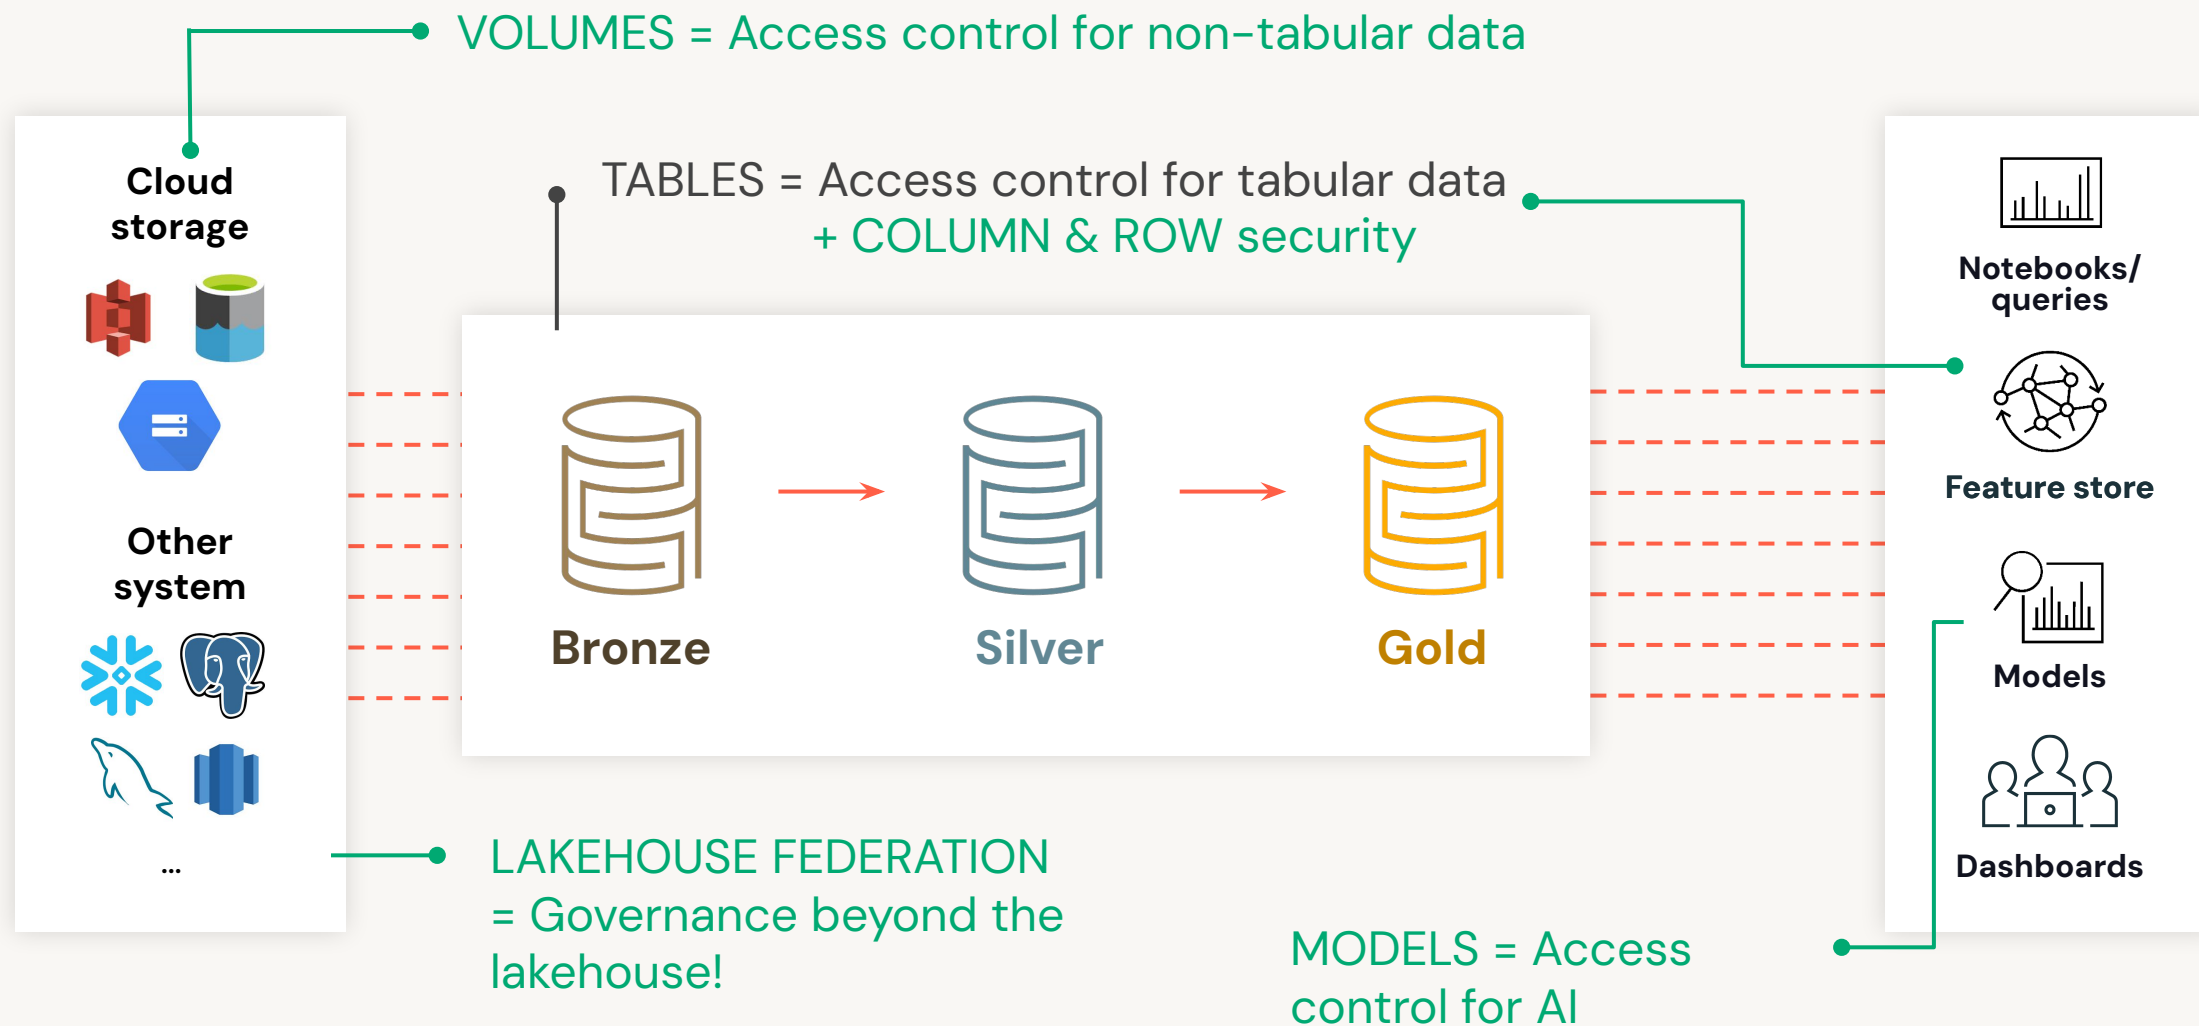 VOLUMES = Access control for non-tabular data
Cloud
storage
Other
system
...
TABLES = Access control for tabular data
+ COLUMN & ROW security
Bronze
Silver
Gold
LAKEHOUSE FEDERATION
= Governance beyond the
lakehouse!
MODELS = Access
control for AI
Notebooks/
queries
Feature store
Models
Dashboards